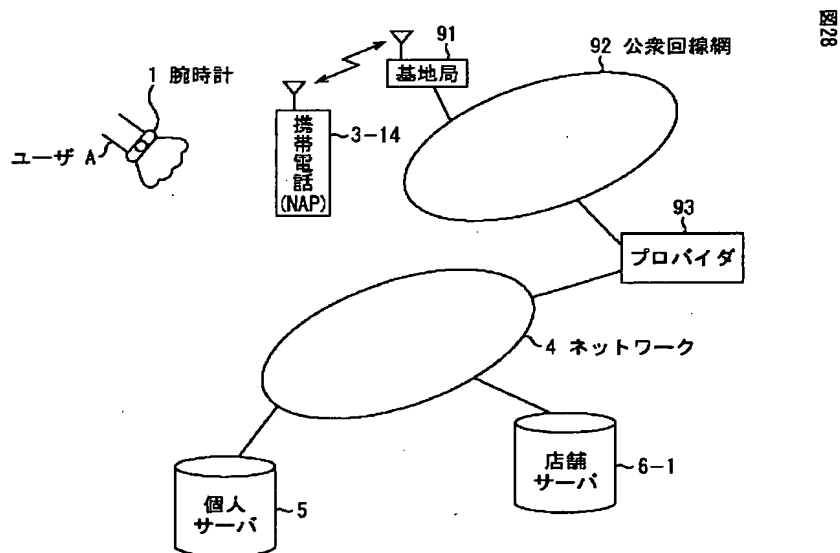 図28
1 腕時計
ユーザ A
91
基地局
携帯電話
(NAP)
3-14
92 公衆回線網
93
プロバイダ
4 ネットワーク
個人
サーバ
5
店舗
サーバ
6-1